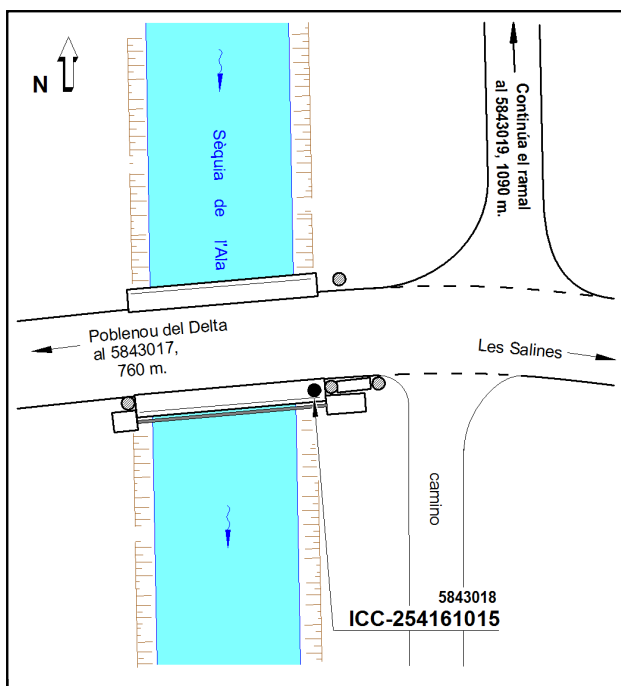 N
Sèquia de l'Ala
Continúa el ramal
al 5843019, 1090 m.
Poblenou del Delta
al 5843017,
760 m.
Les Salines
camino
5843018
ICC-254161015